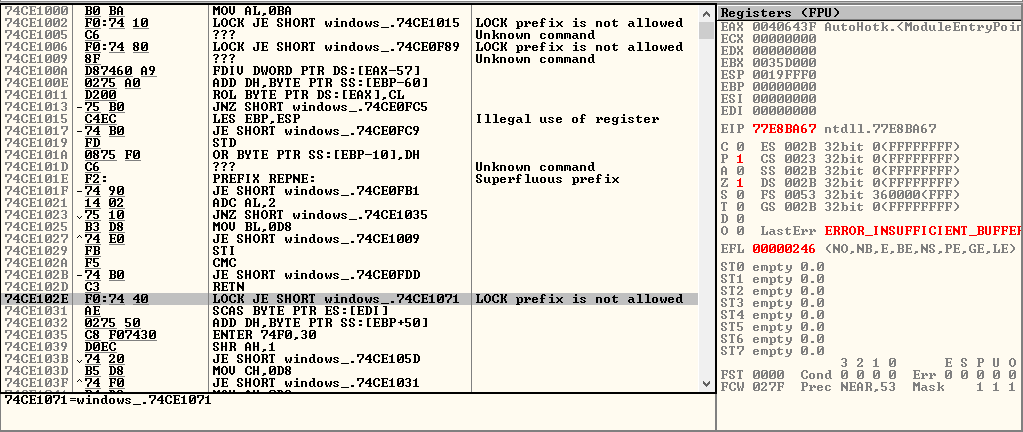 74CE1000 B0 BA MOV AL,0BA
74CE1002 F0:74 10 LOCK JE SHORT windows_.74CE1015 LOCK prefix is not allowed
74CE1005 C6 ??? Unknown command
74CE1006 F0:74 80 LOCK JE SHORT windows_.74CE0F89 LOCK prefix is not allowed
74CE1009 8F ??? Unknown command
74CE100A D87460 A9 FDIV DWORD PTR DS:[EAX-57]
74CE100E 0275 A0 ADD DH,BYTE PTR SS:[EBP-60]
74CE1011 D200 ROL BYTE PTR DS:[EAX],CL
74CE1013 -75 B0 JNZ SHORT windows_.74CE0FC5
74CE1015 C4EC LES EBP,ESP Illegal use of register
74CE1017 -74 B0 JE SHORT windows_.74CE0FC9
74CE1019 FD STD
74CE101A 0875 F0 OR BYTE PTR SS:[EBP-10],DH
74CE101D C6 ??? Unknown command
74CE101E F2: PREFIX REPNE: Superfluous prefix
74CE101F -74 90 JE SHORT windows_.74CE0FB1
74CE1021 14 02 ADC AL,2
74CE1023 75 10 JNZ SHORT windows_.74CE1035
74CE1025 B3 D8 MOV BL,0D8
74CE1027 ^74 E0 JE SHORT windows_.74CE1009
74CE1029 FB STI
74CE102A F5 CMC
74CE102B -74 B0 JE SHORT windows_.74CE0FDD
74CE102D C3 RETN
74CE102E F0:74 40 LOCK JE SHORT windows_.74CE1071 LOCK prefix is not allowed
74CE1031 AE SCAS BYTE PTR ES:[EDI]
74CE1032 0275 50 ADD DH,BYTE PTR SS:[EBP+50]
74CE1035 C8 F07430 ENTER 74F0,30
74CE1039 D0EC SHR AH,1
74CE103B 74 20 JE SHORT windows_.74CE105D
74CE103D B5 D8 MOV CH,0D8
74CE103F ^74 F0 JE SHORT windows_.74CE1031
74CE1071=windows_.74CE1071
Registers (FPU)
EAX 0040643F AutoHotk.<ModuleEntryPoin
ECX 00000000
EDX 00000000
EBX 0035D000
ESP 0019FFF0
EBP 00000000
ESI 00000000
EDI 00000000
EIP 77E8BA67 ntdll.77E8BA67
C 0 ES 002B 32bit 0(FFFFFFFF)
P 1 CS 0023 32bit 0(FFFFFFFF)
A 0 SS 002B 32bit 0(FFFFFFFF)
Z 1 DS 002B 32bit 0(FFFFFFFF)
S 0 FS 0053 32bit 360000(FFF)
T 0 GS 002B 32bit 0(FFFFFFFF)
D 0
O 0 LastErr ERROR_INSUFFICIENT_BUFFER
EFL 00000246 (NO,NB,E,BE,NS,PE,GE,LE)
ST0 empty 0.0
ST1 empty 0.0
ST2 empty 0.0
ST3 empty 0.0
ST4 empty 0.0
ST5 empty 0.0
ST6 empty 0.0
ST7 empty 0.0
3 2 1 0 E S P U O
FST 0000 Cond 0 0 0 0 Err 0 0 0 0 0
FCW 027F Prec NEAR,53 Mask 1 1 1